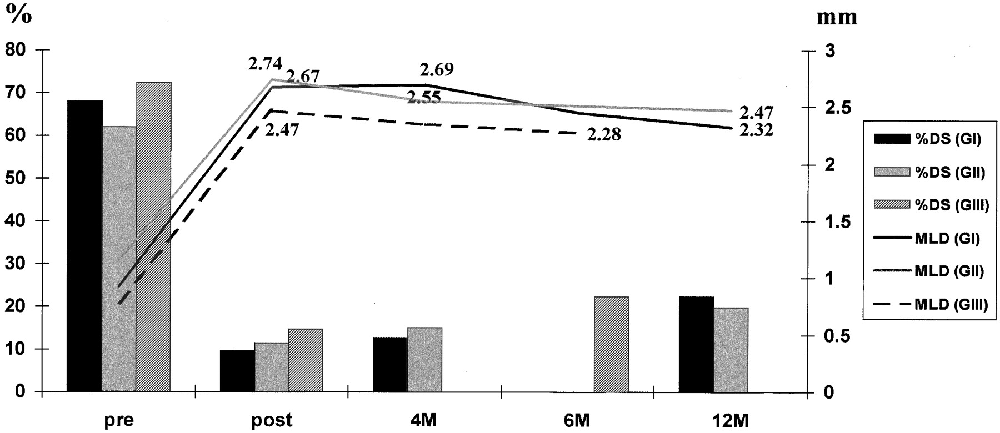 % mm
80 3
2.74
2.67 2.69
70
2.55 2.5
2.47
60 2.47 2.28 2.32
50 2
40 1.5
30
20 1
10 0.5
0 0
pre post 4M 6M 12M
%DS (GI)
%DS (GII)
%DS (GIII)
MLD (GI)
MLD (GII)
MLD (GIII)